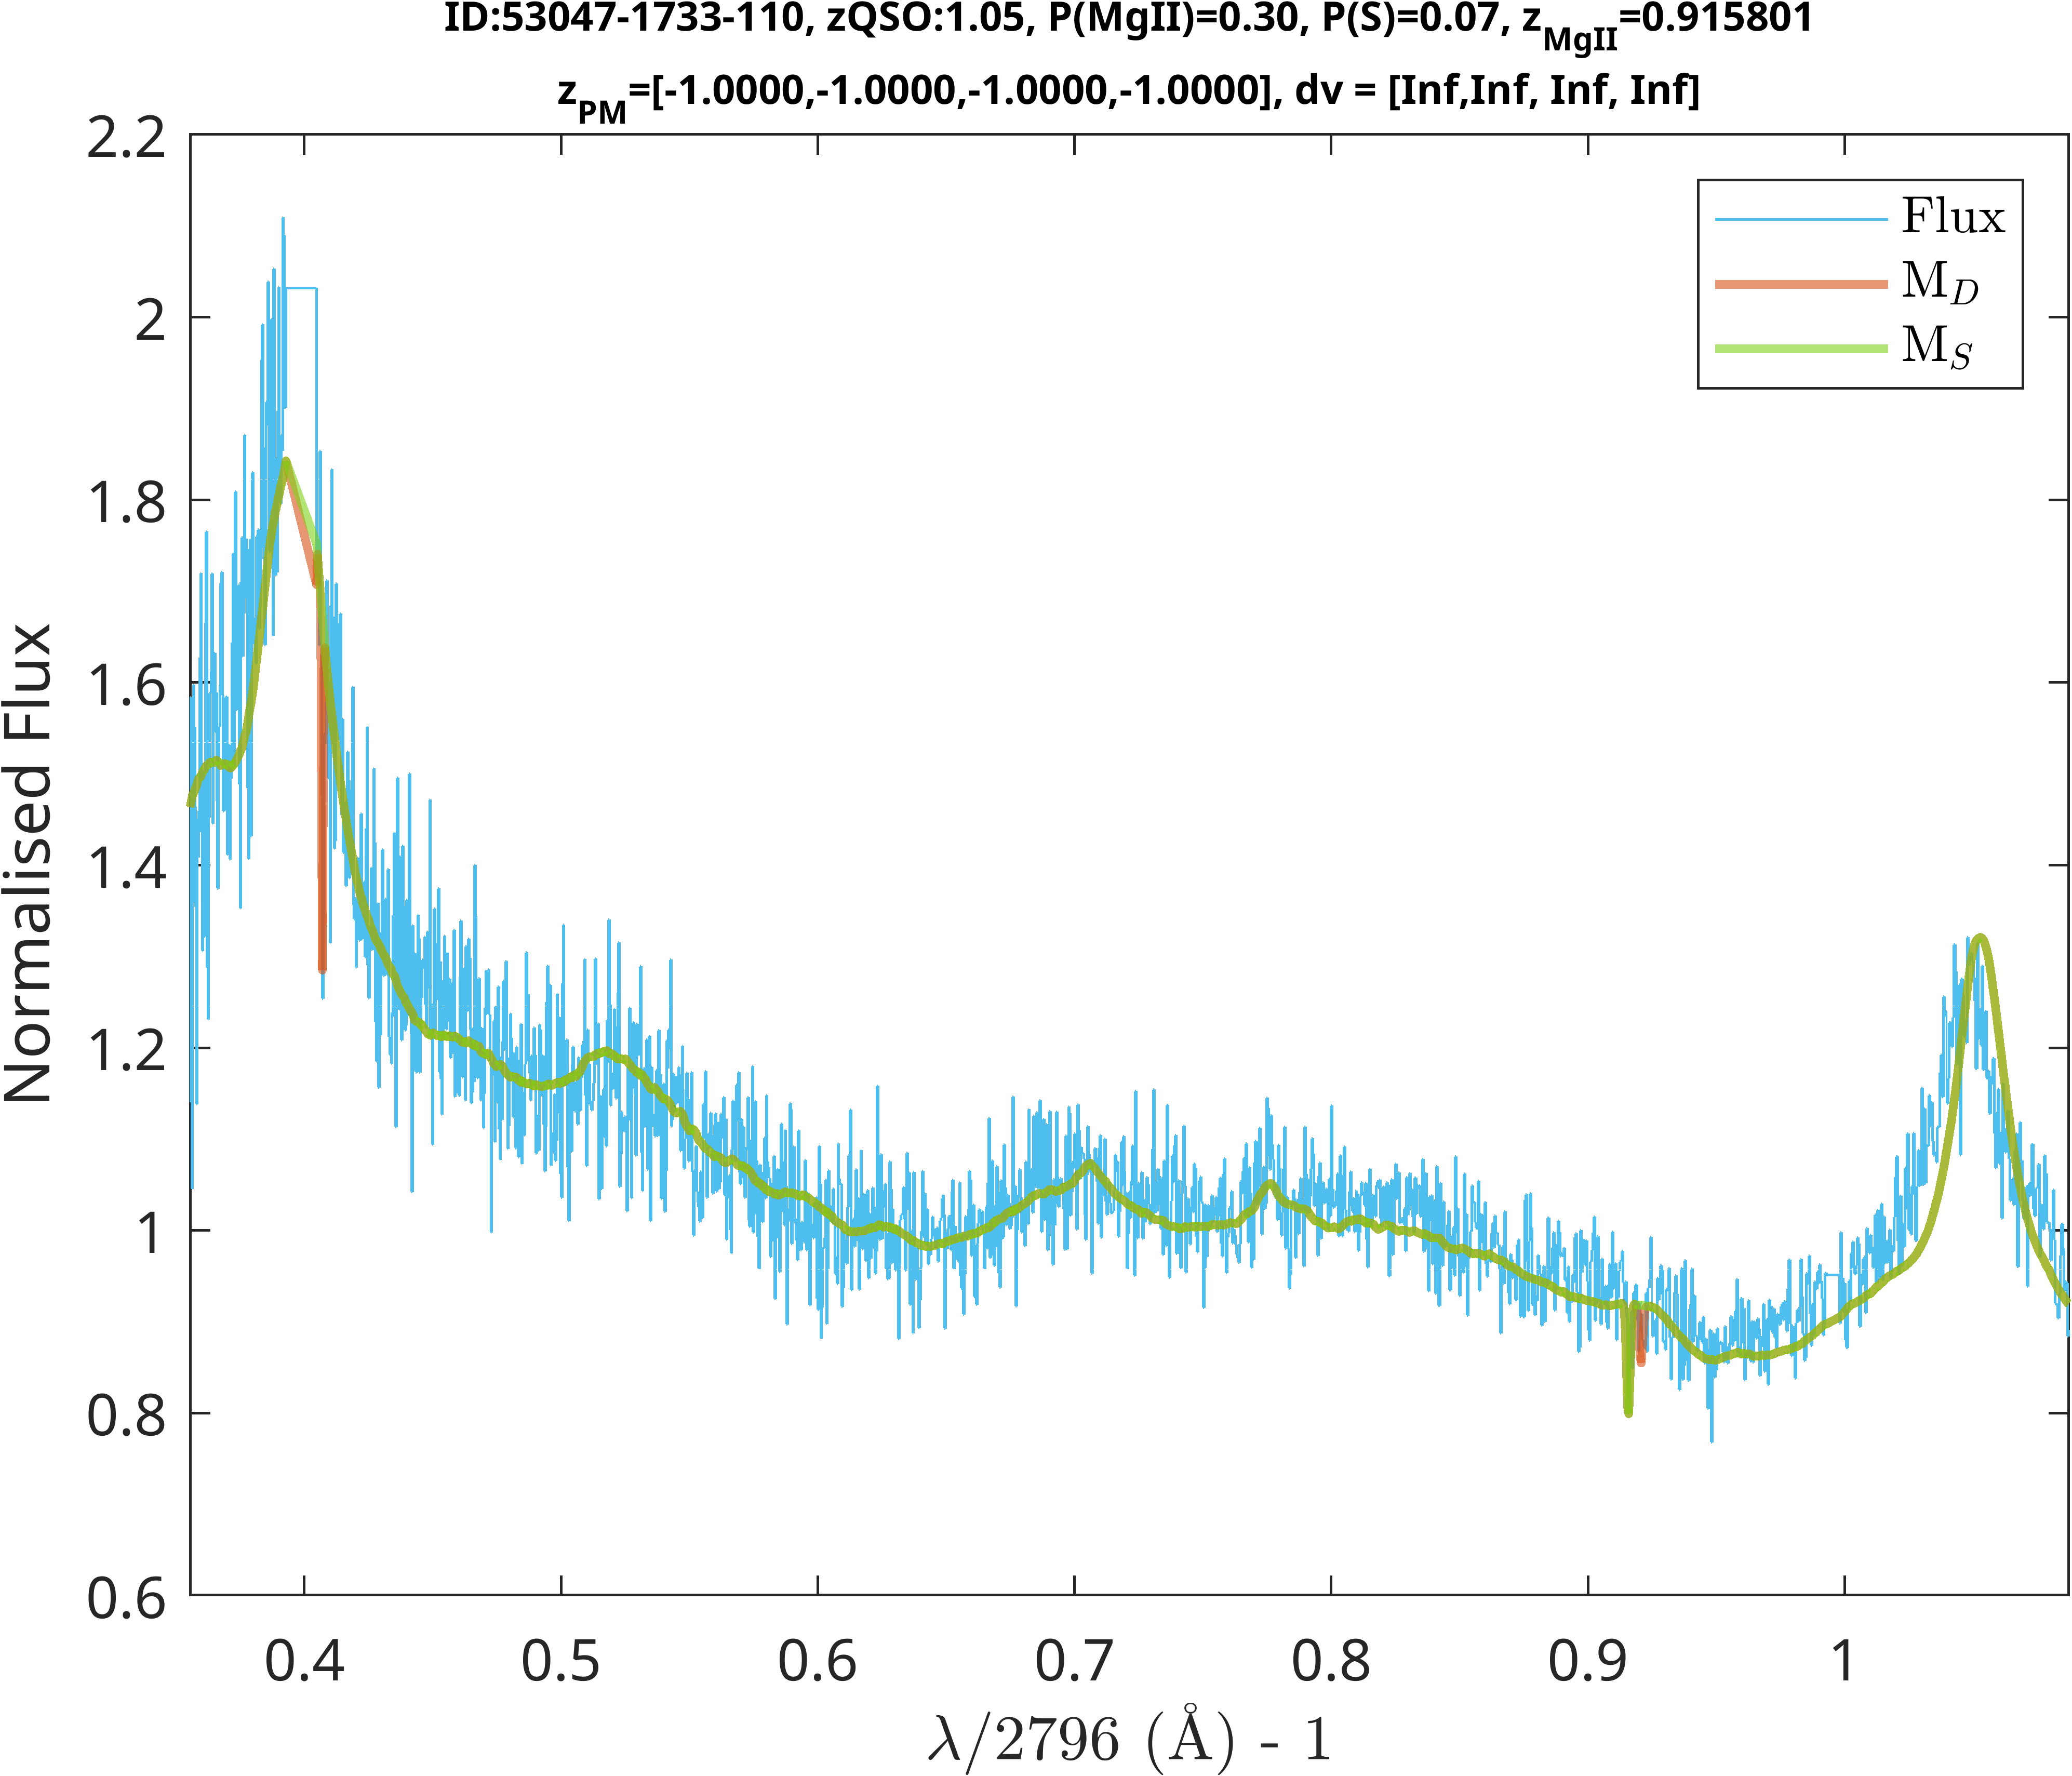 ID:53047-1733-110, zQSO:1.05, P(MgII)=0.30, P(S)=0.07, zMgII=0.915801
zPM=[-1.0000,-1.0000,-1.0000,-1.0000], dv = [Inf,Inf, Inf, Inf]
2.2
2
1.8
1.6
1.4
1.2
1
0.8
0.6
Normalised Flux
Flux
MD
MS
0.4 0.5 0.6 0.7 0.8 0.9 1
λ/2796 (Å) - 1